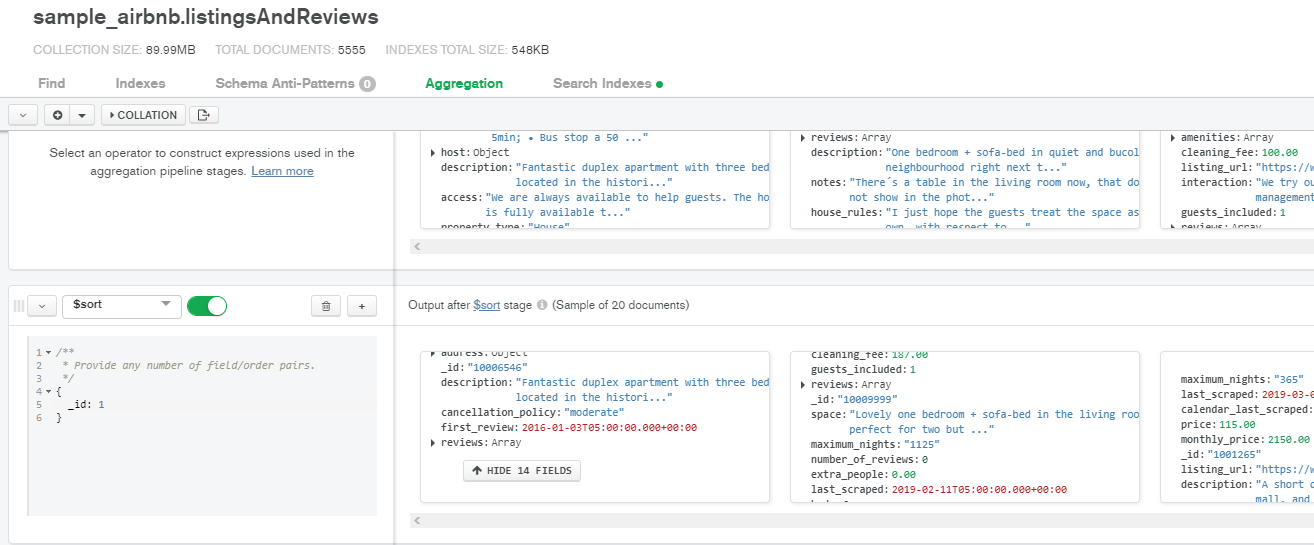 sample_airbnb.listingsAndReviews
COLLECTION SIZE: 89.99MB TOTAL DOCUMENTS: 5555 INDEXES TOTAL SIZE: 548KB
Find Indexes Schema Anti-Patterns 0 Aggregation Search Indexes
COLLATION
Select an operator to construct expressions used in the
aggregation pipeline stages. Learn more
5min; • Bus stop a 50 ..."
host: Object
description: "Fantastic duplex apartment with three bed
located in the histori..."
access: "We are always available to help guests. The ho
is fully available t..."
property_type: "House"
reviews: Array
description: "One bedroom + sofa-bed in quiet and bucol
neighbourhood right next t..."
notes: "There´s a table in the living room now, that do
not show in the phot..."
house_rules: "I just hope the guests treat the space as
own, with respect to ..."
amenities: Array
cleaning_fee: 100.00
listing_url: "https://w
interaction: "We try ou
management
guests_included: 1
reviews: Array
$sort
Output after $sort stage (Sample of 20 documents)
1 /**
2 * Provide any number of field/order pairs.
3 */
4 {
5 _id: 1
6 }
address: Object
_id: "10006546"
description: "Fantastic duplex apartment with three bed
located in the histori..."
cancellation_policy: "moderate"
first_review: 2016-01-03T05:00:00.000+00:00
reviews: Array
HIDE 14 FIELDS
cleaning_fee: 187.00
guests_included: 1
reviews: Array
_id: "10009999"
space: "Lovely one bedroom + sofa-bed in the living roo
perfect for two but ..."
maximum_nights: "1125"
number_of_reviews: 0
extra_people: 0.00
last_scraped: 2019-02-11T05:00:00.000+00:00
maximum_nights: "365"
last_scraped: 2019-03-0
calendar_last_scraped:
price: 115.00
monthly_price: 2150.00
_id: "1001265"
listing_url: "https://w
description: "A short d
mall, and